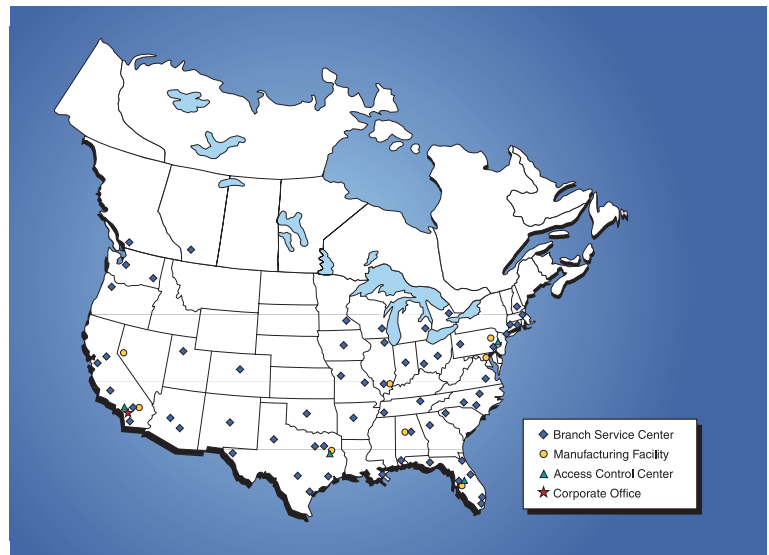 Branch Service Center
Manufacturing Facility
Access Control Center
Corporate Office